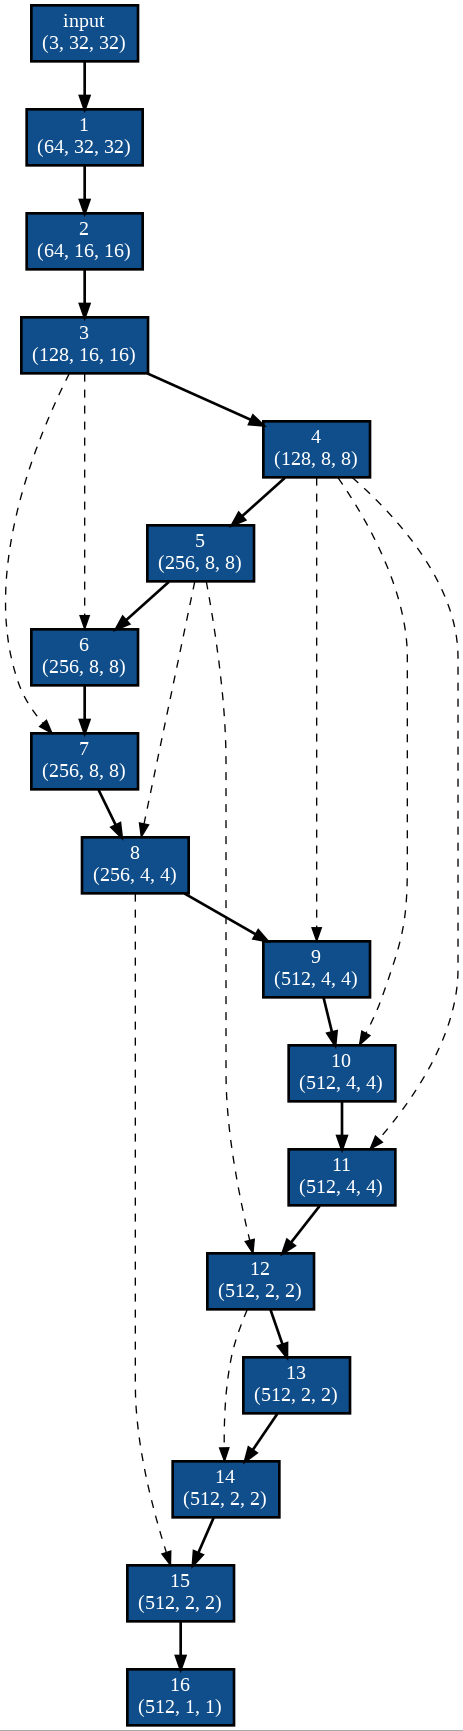 input
(3, 32, 32)
1
(64, 32, 32)
2
(64, 16, 16)
3
(128, 16, 16)
4
(128, 8, 8)
5
(256, 8, 8)
6
(256, 8, 8)
7
(256, 8, 8)
8
(256, 4, 4)
9
(512, 4, 4)
10
(512, 4, 4)
11
(512, 4, 4)
12
(512, 2, 2)
13
(512, 2, 2)
14
(512, 2, 2)
15
(512, 2, 2)
16
(512, 1, 1)